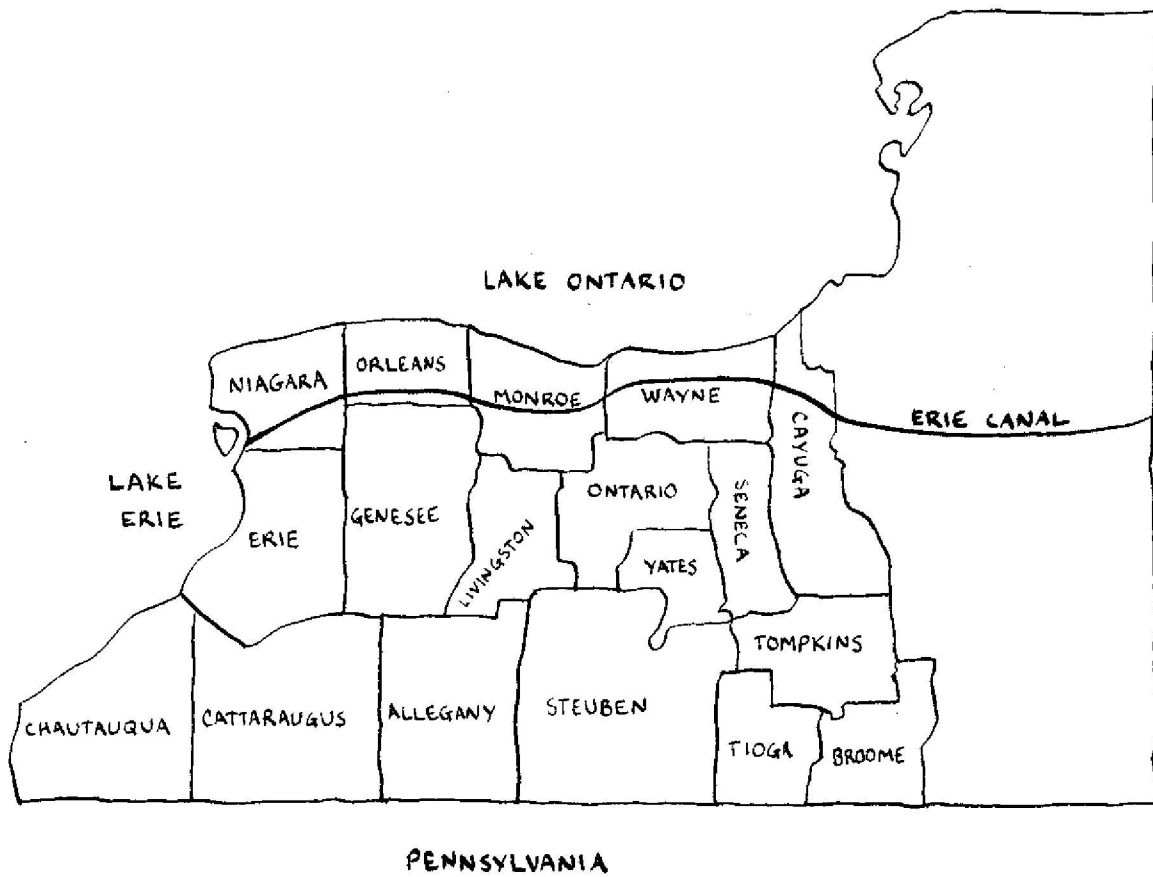 LAKE ONTARIO
NIAGARA
ORLEANS
MONROE
WAYNE
ERIE CANAL
CAYUGA
LAKE
ERIE
ERIE
GENESEE
LIVINGSTON
ONTARIO
SENECA
YATES
TOMPKINS
CHAUTAUQUA
CATTARAUGUS
ALLEGANY
STEUBEN
TIOGA
BROOME
PENNSYLVANIA